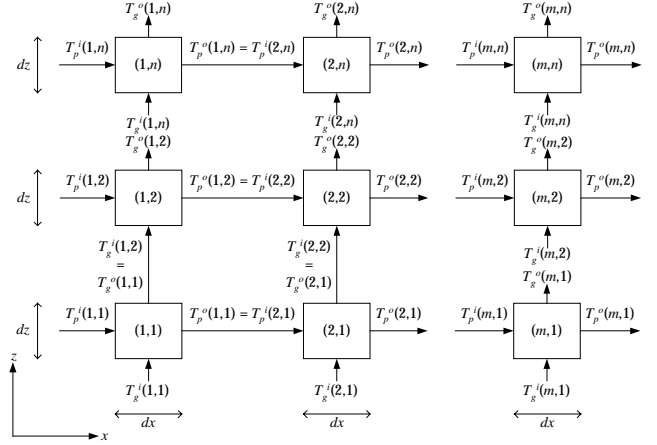 T_g^o(1,n) T_g^o(2,n) T_g^o(m,n)
dz T_p^i(1,n) (1,n) T_p^o(1,n) = T_p^i(2,n) (2,n) T_p^o(2,n) T_p^i(m,n) (m,n) T_p^o(m,n)
T_g^i(1,n) T_g^i(2,n) T_g^i(m,n)
T_g^o(1,2) T_g^o(2,2) T_g^o(m,2)
dz T_p^i(1,2) (1,2) T_p^o(1,2) = T_p^i(2,2) (2,2) T_p^o(2,2) T_p^i(m,2) (m,2) T_p^o(m,2)
T_g^i(1,2) T_g^i(2,2) T_g^i(m,2)
= =
T_g^o(1,1) T_g^o(2,1) T_g^o(m,1)
dz T_p^i(1,1) (1,1) T_p^o(1,1) = T_p^i(2,1) (2,1) T_p^o(2,1) T_p^i(m,1) (m,1) T_p^o(m,1)
z
T_g^i(1,1) T_g^i(2,1) T_g^i(m,1)
dx dx dx
x